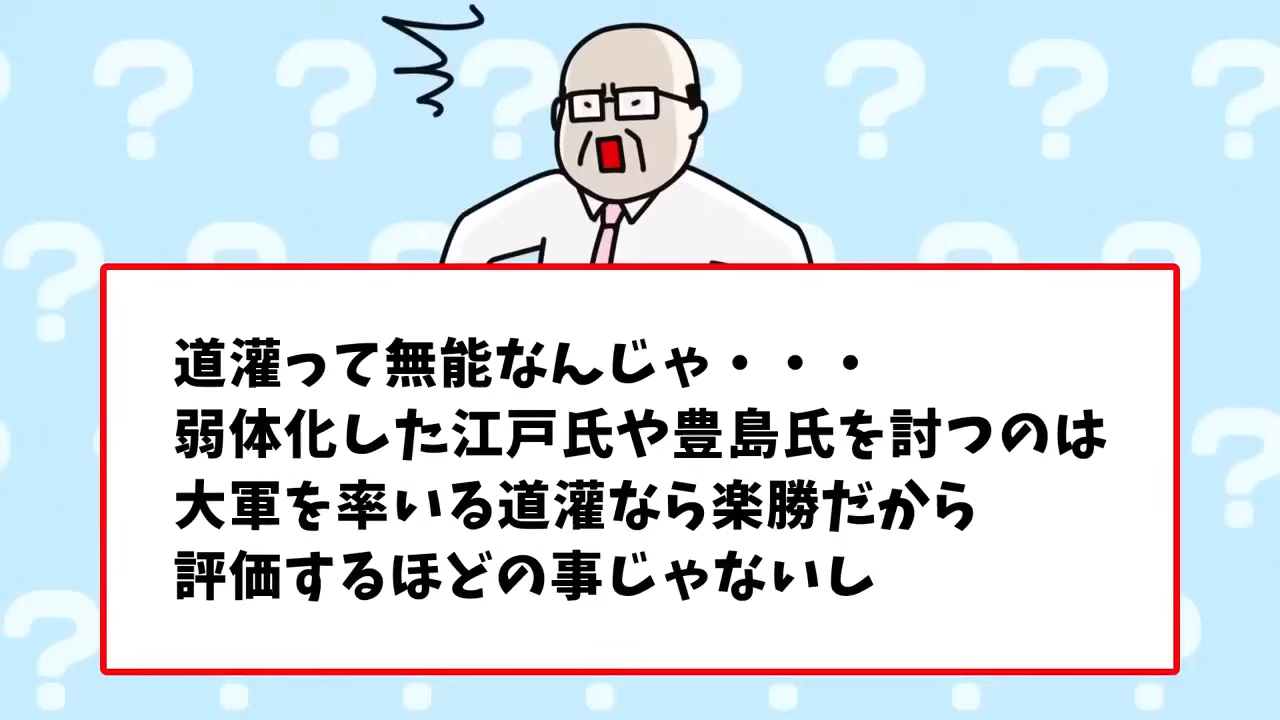 道灌って無能なんじゃ・・・
弱体化した江戸氏や豊島氏を討つのは
大軍を率いる道灌なら楽勝だから
評価するほどの事じゃないし